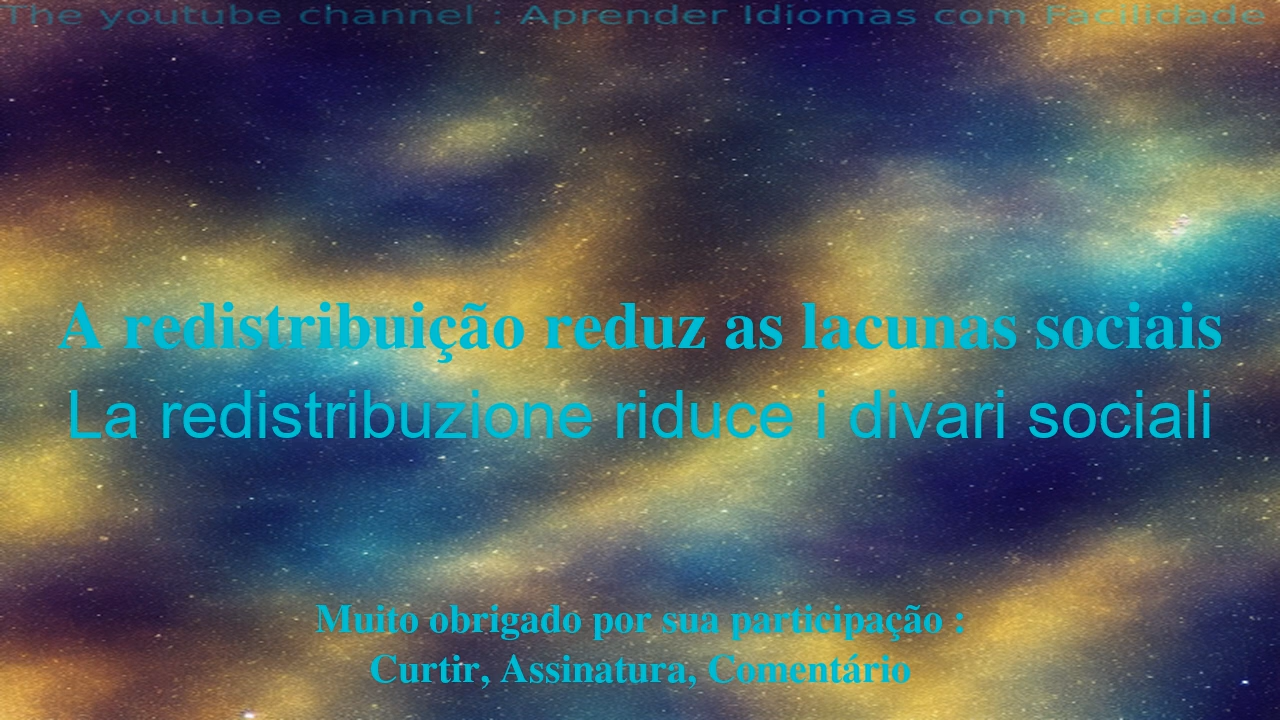 The youtube channel : Aprender Idiomas com Facilidade
A redistribuição reduz as lacunas sociais
La redistribuzione riduce i divari sociali
Muito obrigado por sua participação :
Curtir, Assinatura, Comentário